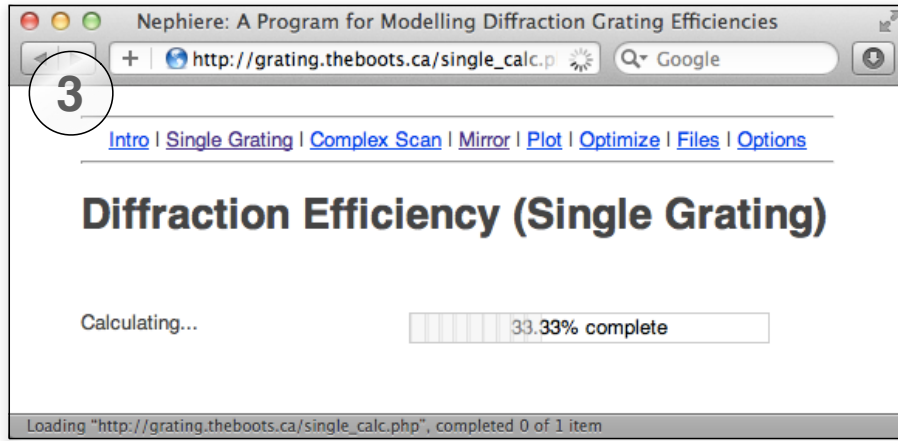 Nephiere: A Program for Modelling Diffraction Grating Efficiencies
http://grating.theboots.ca/single_calc.p
Google
3
Intro | Single Grating | Complex Scan | Mirror | Plot | Optimize | Files | Options
Diffraction Efficiency (Single Grating)
Calculating...
33.33% complete
Loading "http://grating.theboots.ca/single_calc.php", completed 0 of 1 item